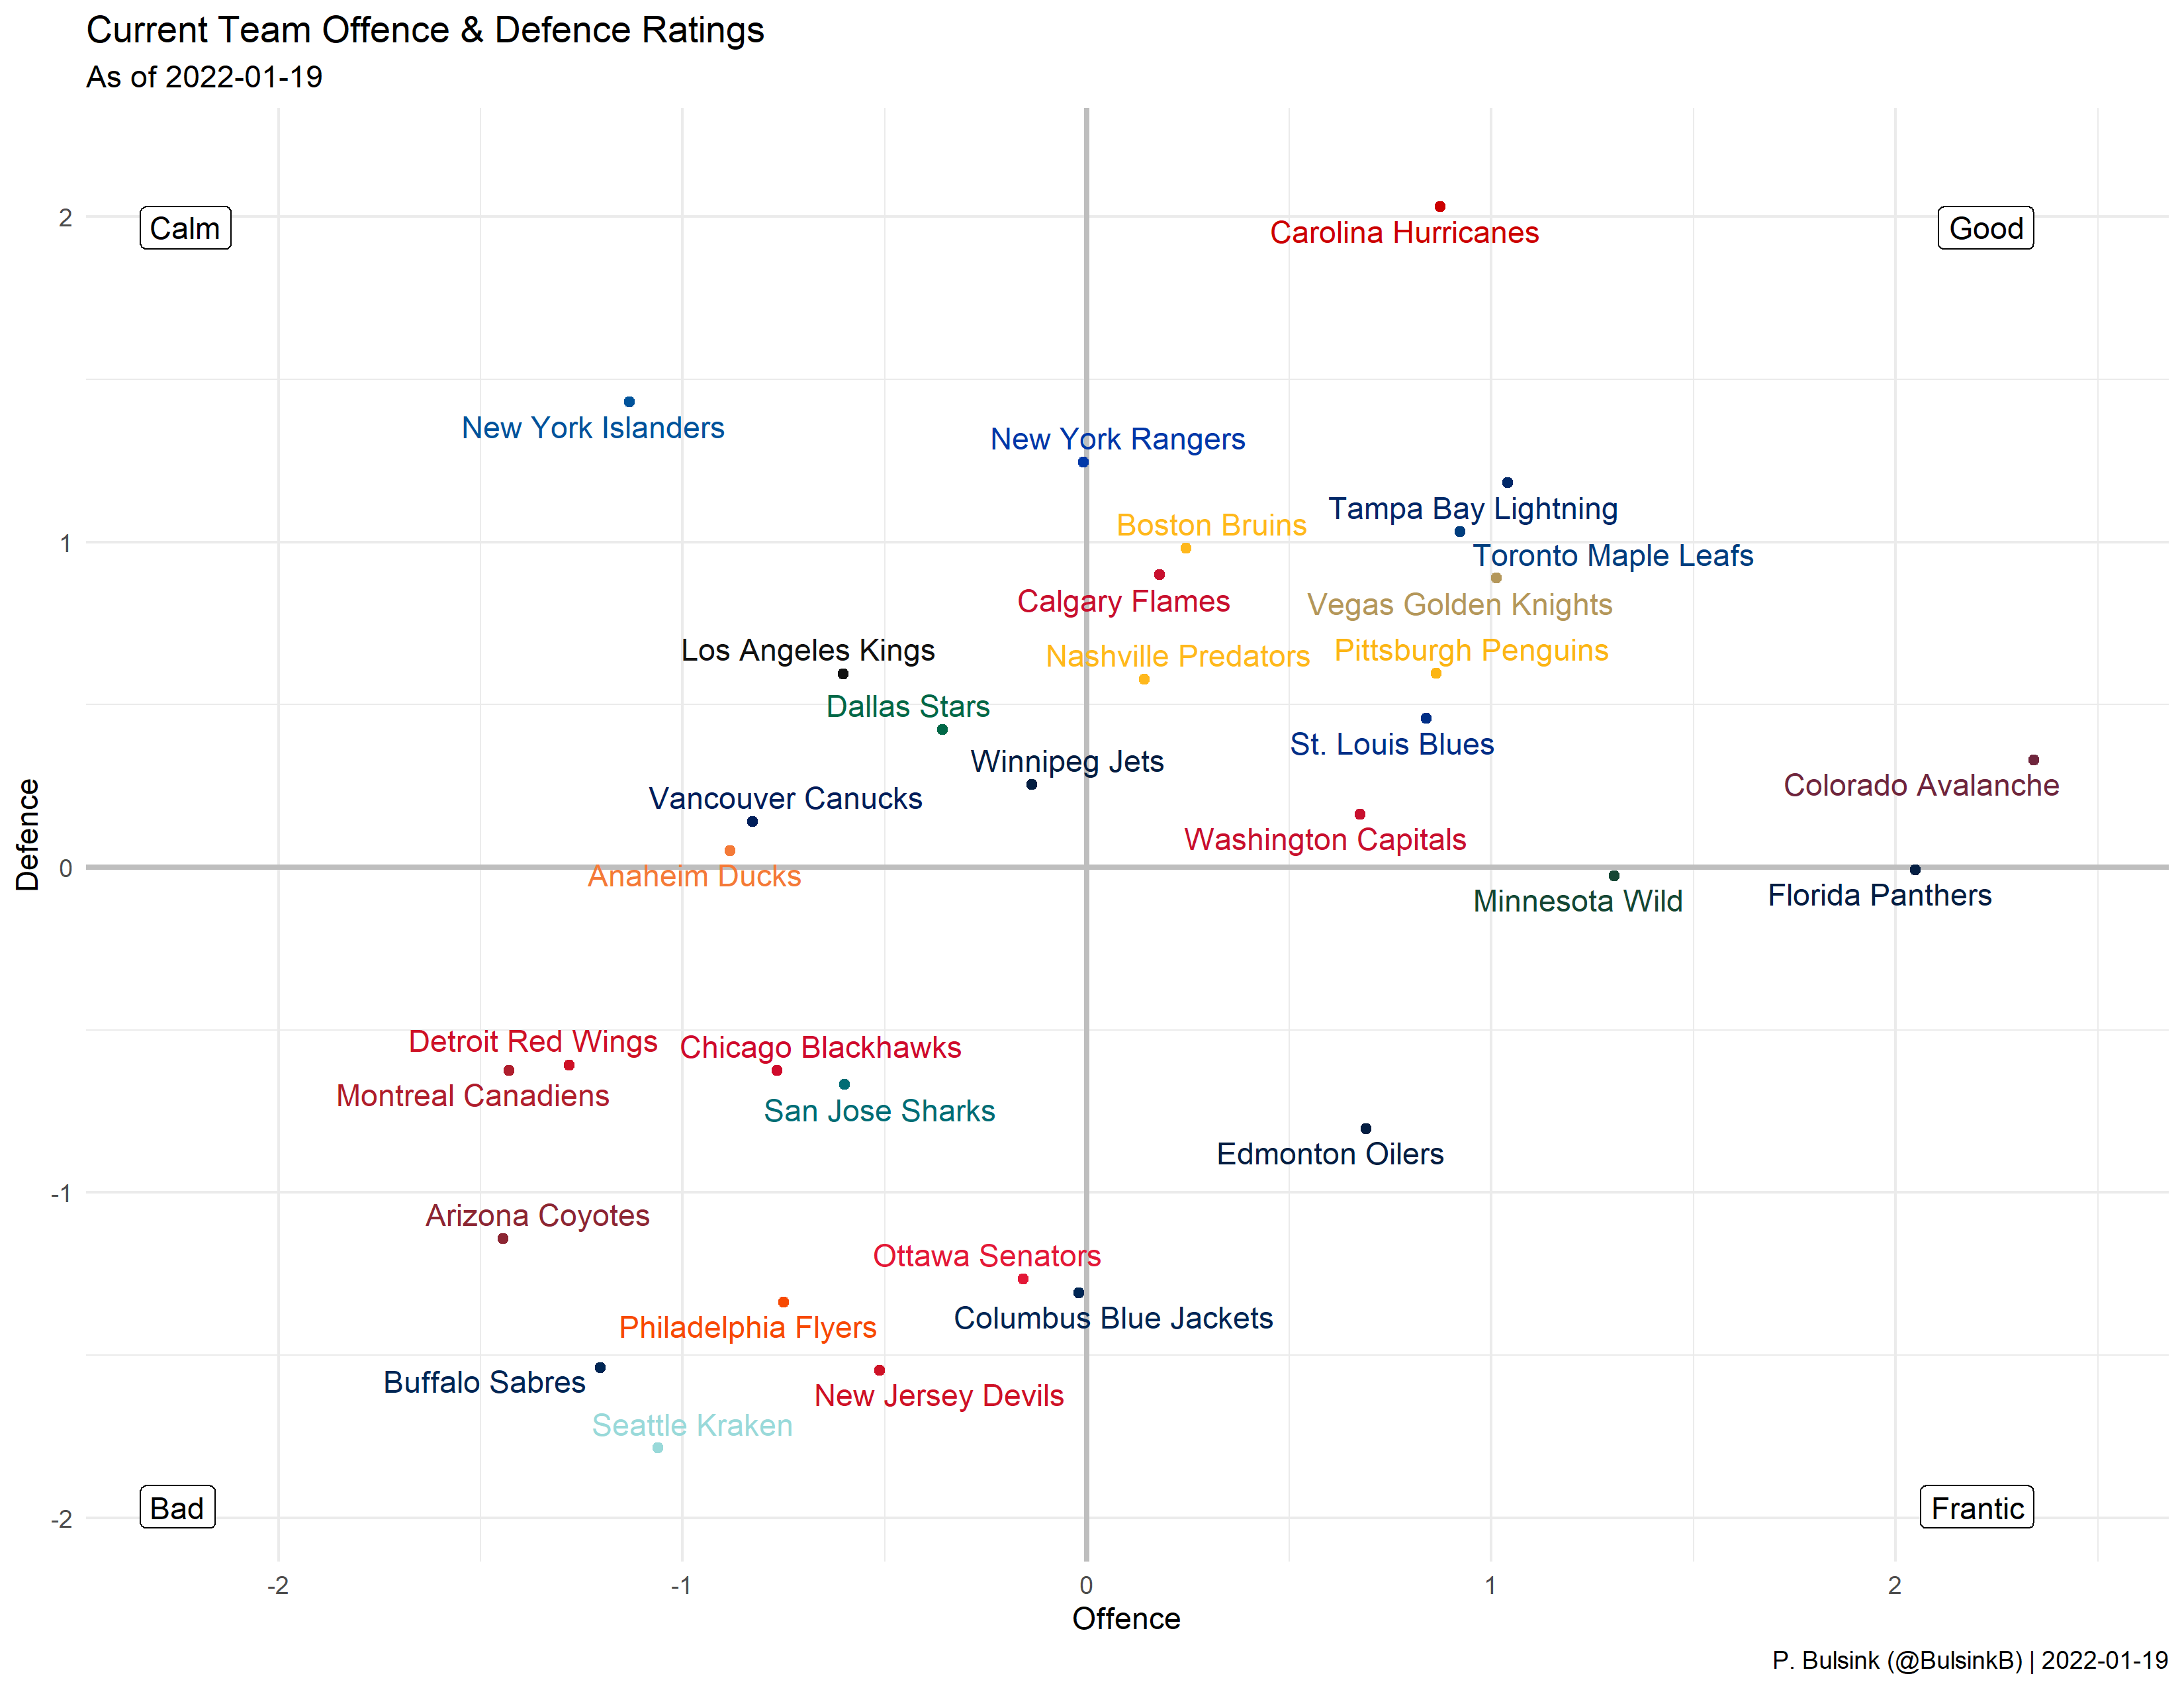 Current Team Offence & Defence Ratings
As of 2022-01-19
Calm
Good
Carolina Hurricanes
New York Islanders
New York Rangers
Tampa Bay Lightning
Boston Bruins
Toronto Maple Leafs
Calgary Flames
Vegas Golden Knights
Los Angeles Kings
Nashville Predators
Pittsburgh Penguins
Dallas Stars
St. Louis Blues
Winnipeg Jets
Colorado Avalanche
Vancouver Canucks
Washington Capitals
Anaheim Ducks
Minnesota Wild
Florida Panthers
Detroit Red Wings
Chicago Blackhawks
Montreal Canadiens
San Jose Sharks
Edmonton Oilers
Arizona Coyotes
Ottawa Senators
Columbus Blue Jackets
Philadelphia Flyers
Buffalo Sabres
New Jersey Devils
Seattle Kraken
Bad
Frantic
2
1
0
-1
-2
Defence
-2
-1
0
1
2
Offence
P. Bulsink (@BulsinkB) | 2022-01-19